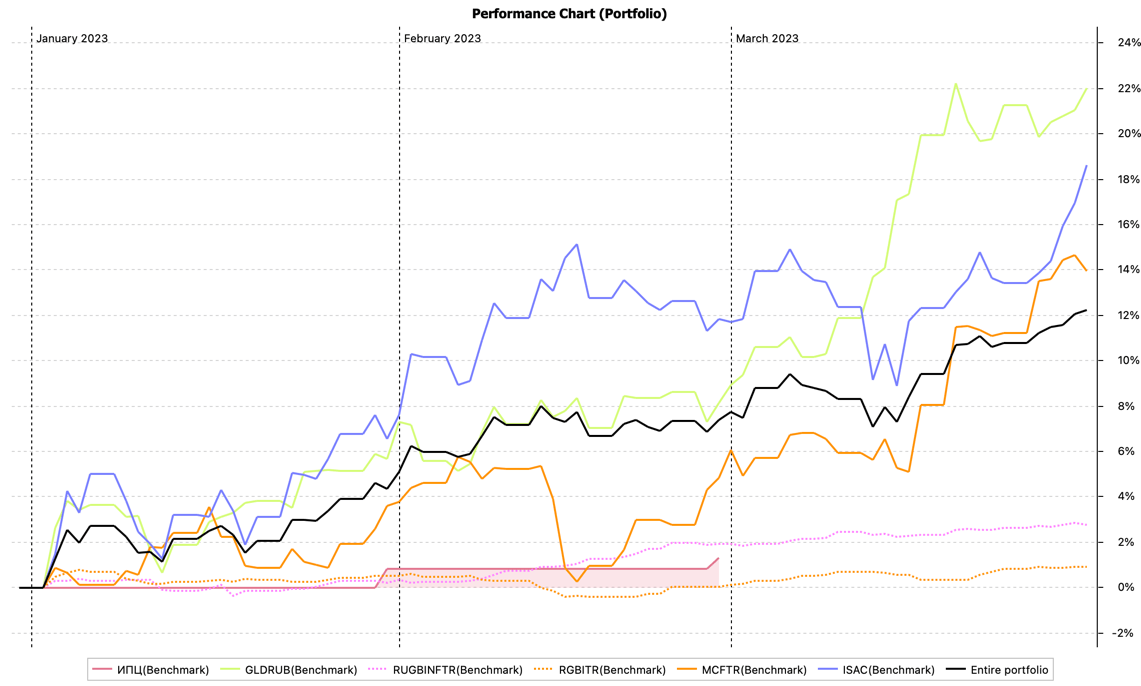 Performance Chart (Portfolio)
January 2023
February 2023
March 2023
24%
22%
20%
18%
16%
14%
12%
10%
8%
6%
4%
2%
0%
-2%
ИПЦ(Benchmark) GLDRUB(Benchmark) RUGBINFTR(Benchmark) RGBITR(Benchmark) MCFTR(Benchmark) ISAC(Benchmark) Entire portfolio